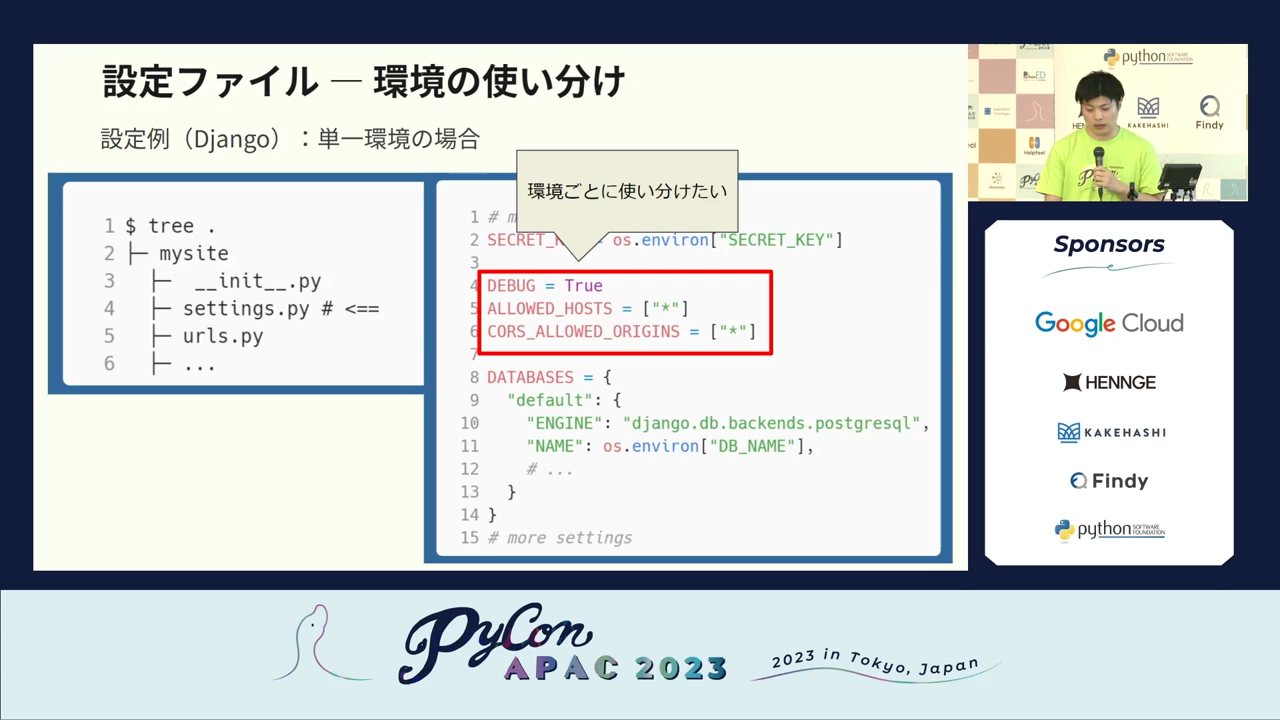 設定ファイル — 環境の使い分け
設定例（Django）：単一環境の場合
1 $ tree .
2 ├─ mysite
3 ├─ __init__.py
4 ├─ settings.py # <==
5 ├─ urls.py
6 ├─ ...
環境ごとに使い分けたい
1 #
2 SECRET_ = os.environ["SECRET_KEY"]
3
4 DEBUG = True
5 ALLOWED_HOSTS = ["*"]
6 CORS_ALLOWED_ORIGINS = ["*"]
7
8 DATABASES = {
9 "default": {
10 "ENGINE": "django.db.backends.postgresql",
11 "NAME": os.environ["DB_NAME"],
12 # ...
13 }
14 }
15 # more settings
python SOFTWARE FOUNDATION
KAKEHASHI
Findy
Helpfeel
Sponsors
Google Cloud
HENNGE
KAKEHASHI
Findy
python SOFTWARE FOUNDATION
PyCon
APAC 2023
2023 in Tokyo, Japan